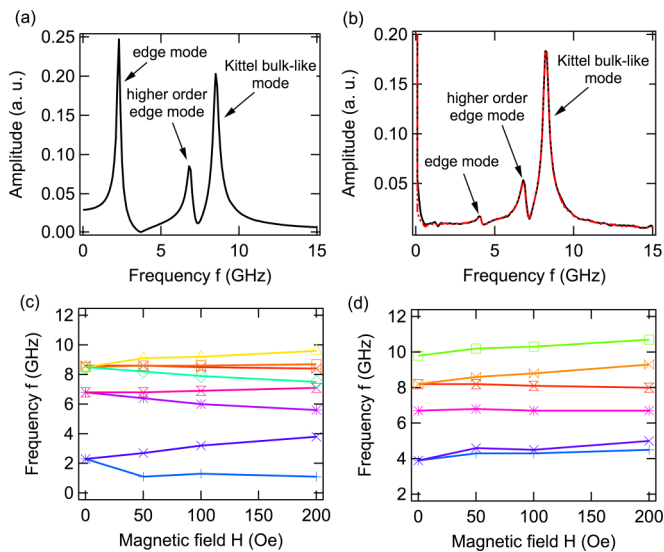 (a)
0.25
0.20
0.15
0.10
0.05
0.00
Amplitude (a. u.)
edge mode
higher order
edge mode
Kittel bulk-like
mode
0
5
10
15
Frequency f (GHz)
(b)
0.20
0.15
0.10
0.05
Amplitude (a. u.)
Kittel bulk-like
mode
higher order
edge mode
edge mode
0
5
10
15
Frequency f (GHz)
(c)
12
10
8
6
4
2
0
Frequency f (GHz)
0
50
100
150
200
Magnetic field H (Oe)
(d)
12
10
8
6
4
2
Frequency f (GHz)
0
50
100
150
200
Magnetic field H (Oe)